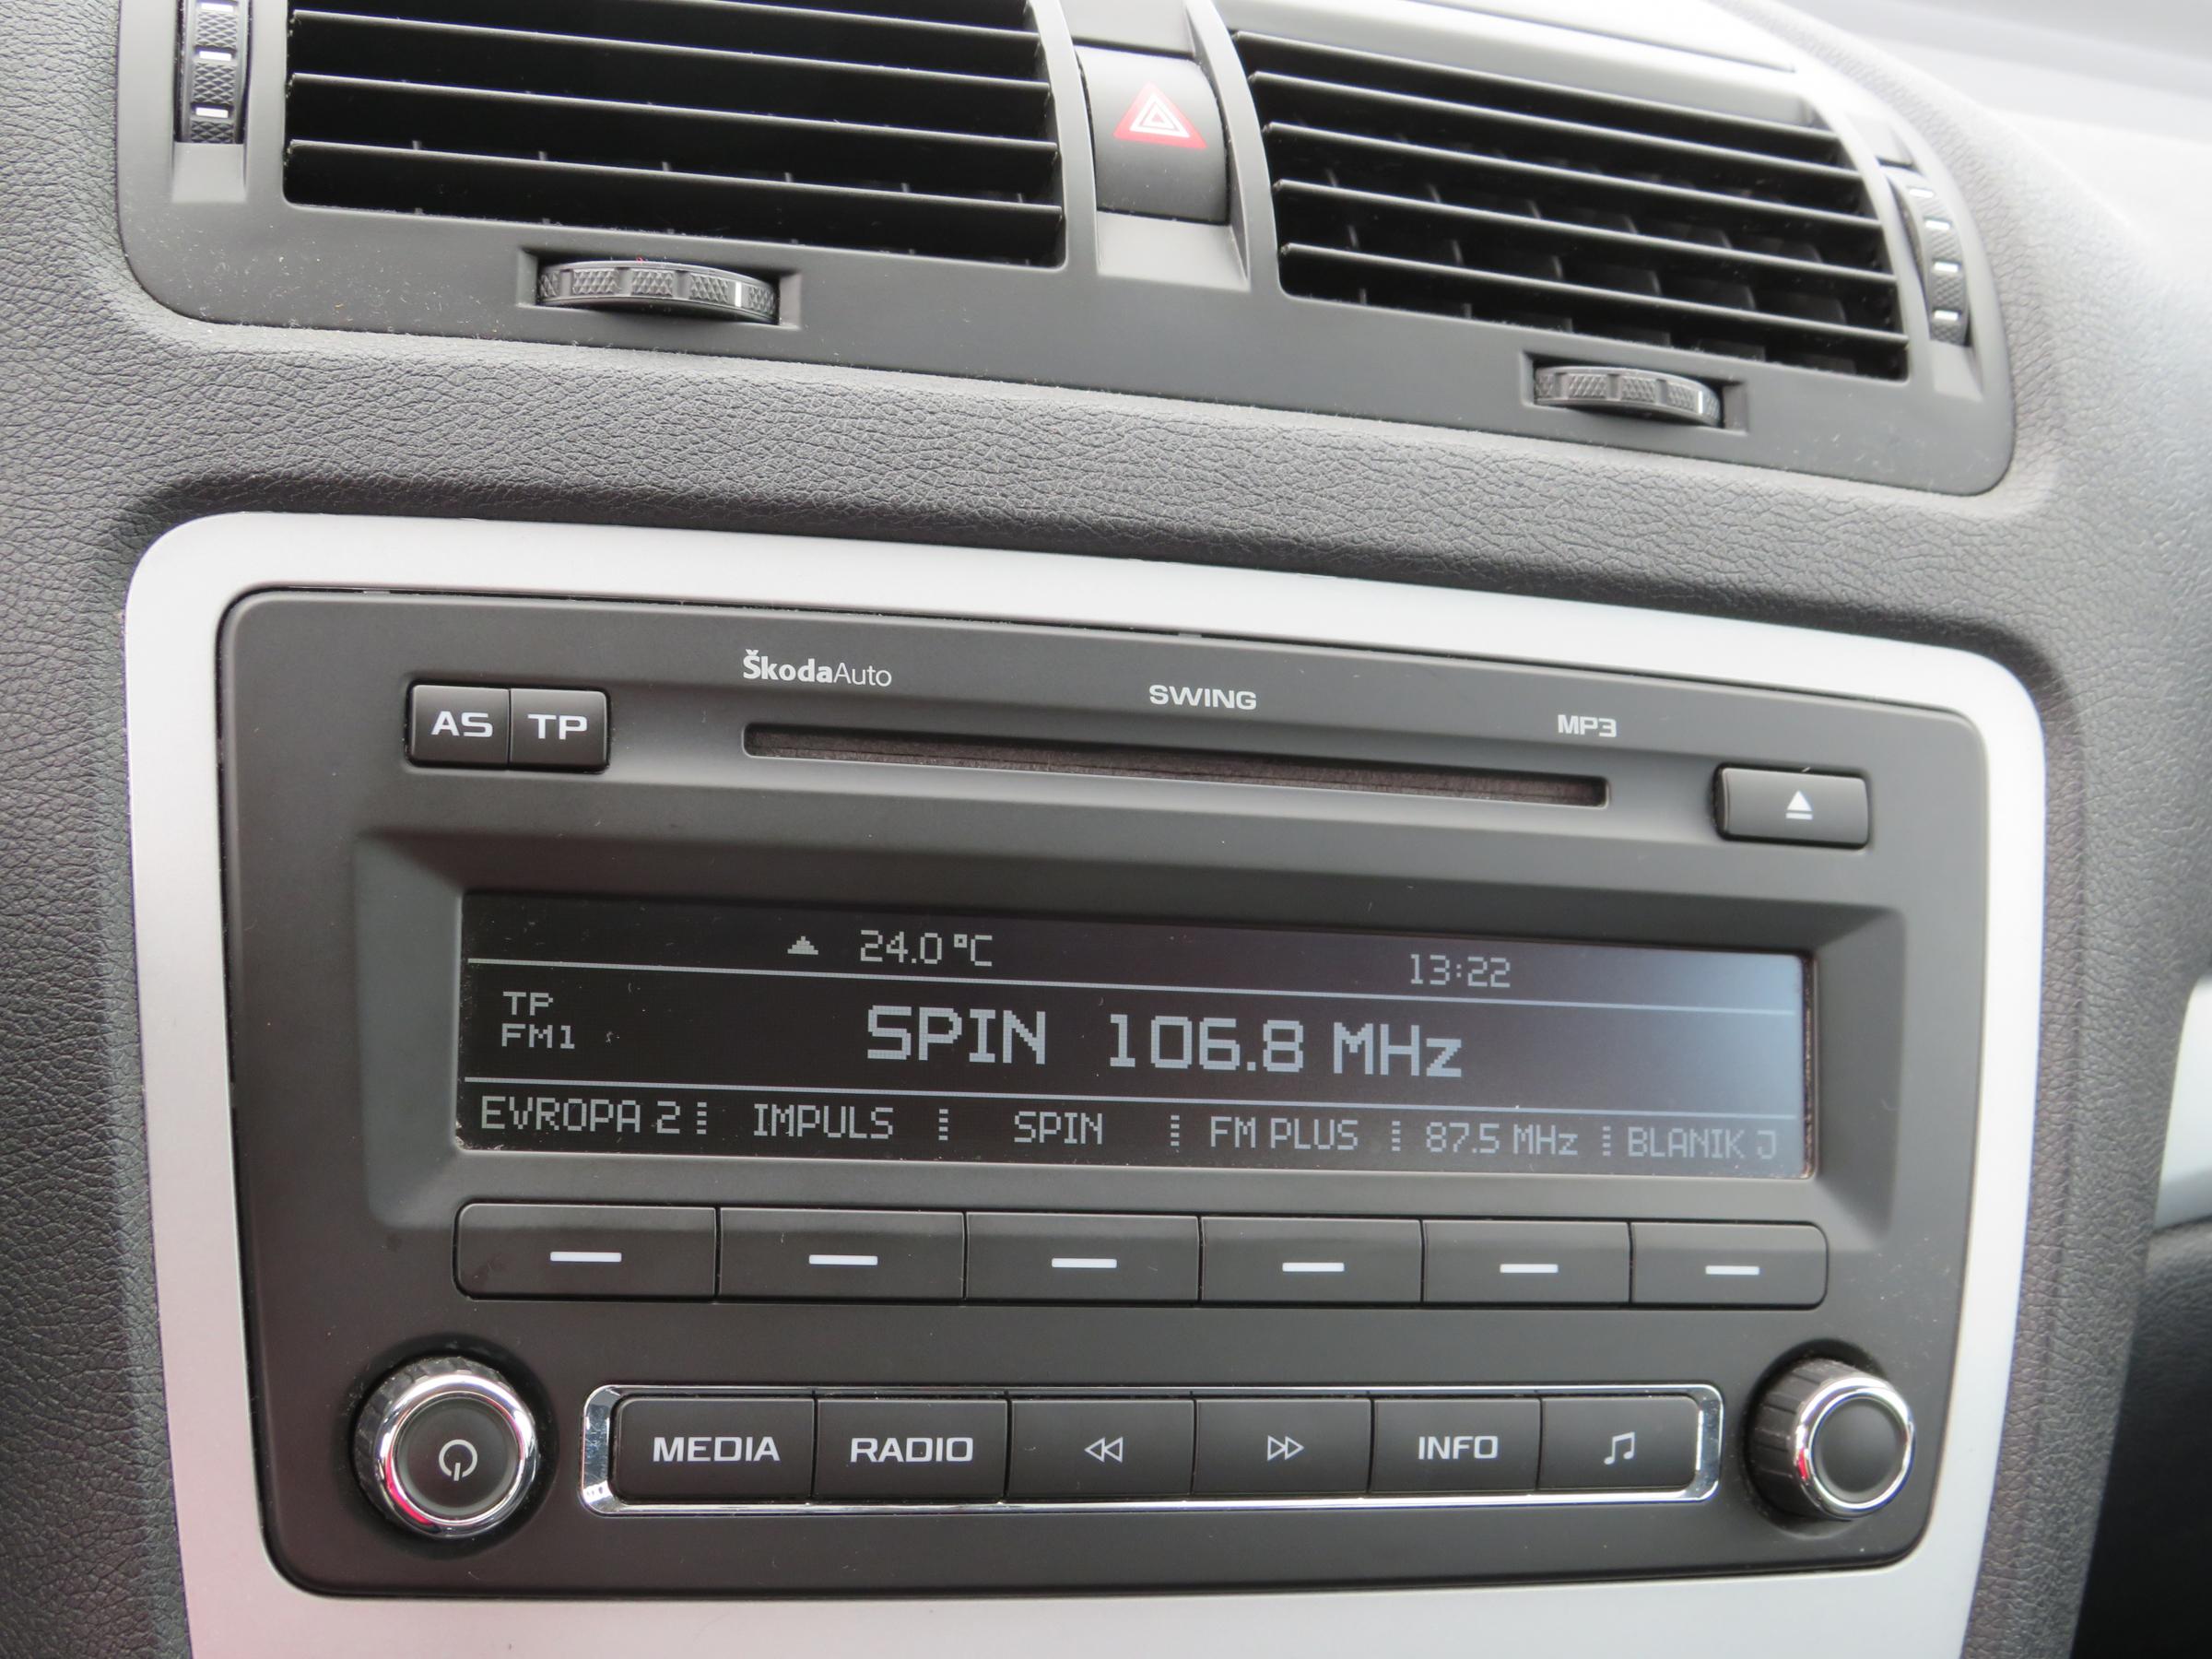 ŠkodaAuto
SWING
MP3
AS TP
24.0 °C 13:22
TP
FM1
SPIN 106.8 MHz
EVROPA 2 IMPULS SPIN FM PLUS 87.5 MHz BLANIK J
MEDIA RADIO INFO